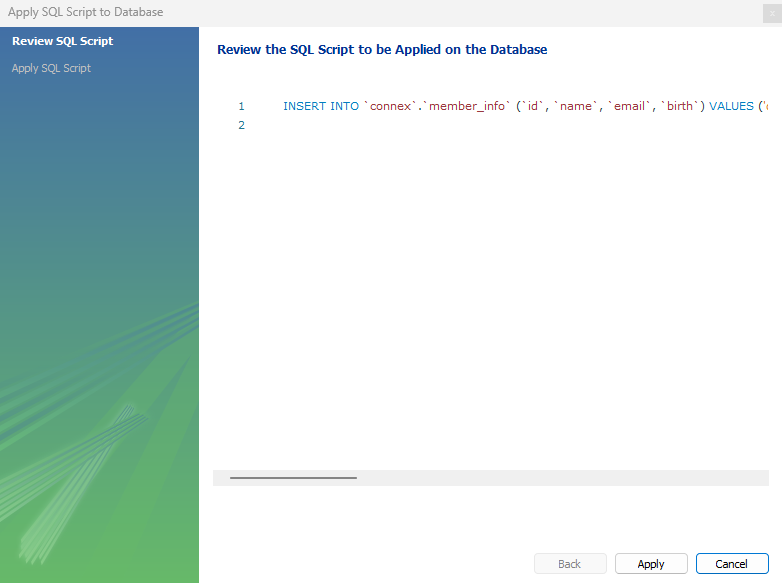 Apply SQL Script to Database
Review SQL Script
Apply SQL Script
Review the SQL Script to be Applied on the Database
1 INSERT INTO `connex`.`member_info` (`id`, `name`, `email`, `birth`) VALUES ('
2
Back
Apply
Cancel